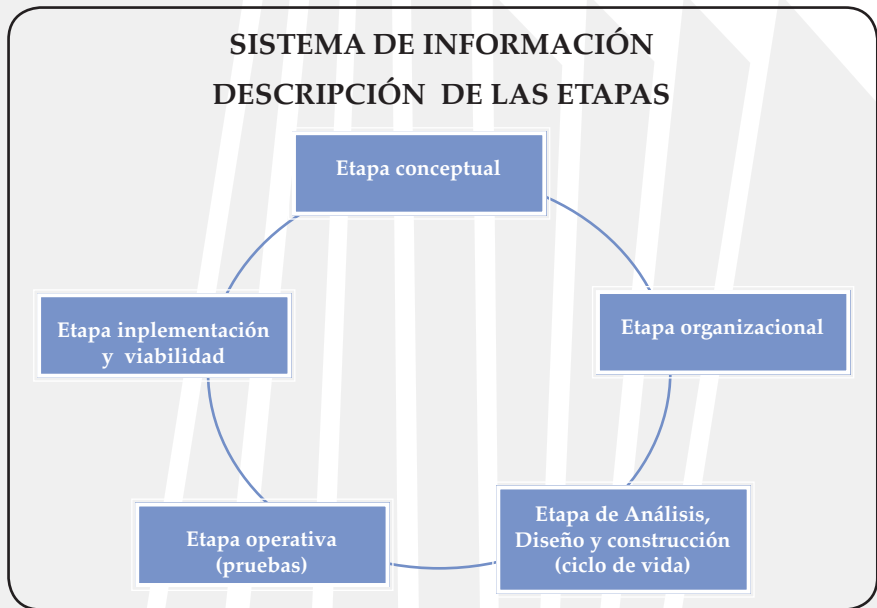 SISTEMA DE INFORMACIÓN
DESCRIPCIÓN DE LAS ETAPAS
Etapa conceptual
Etapa organizacional
Etapa de Análisis,
Diseño y construcción
(ciclo de vida)
Etapa operativa
(pruebas)
Etapa inplementación
y viabilidad